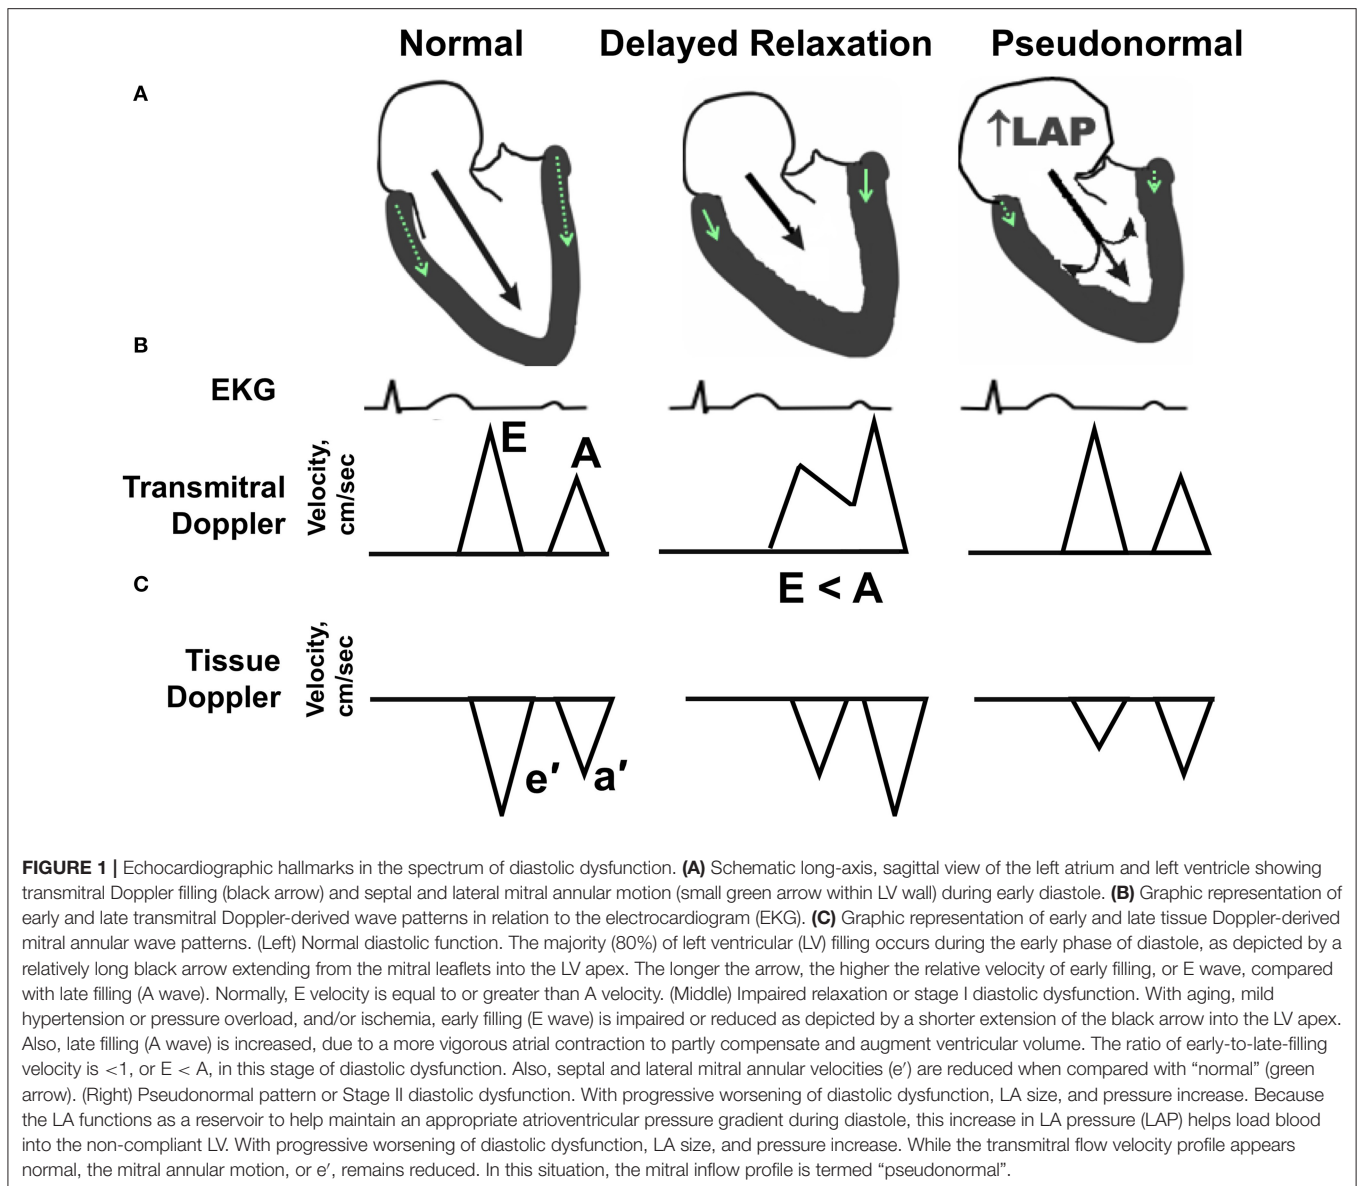 Normal Delayed Relaxation Pseudonormal
A
↑LAP
B
EKG
E
A
Transmitral
Doppler
Velocity,
cm/sec
E < A
C
Tissue
Doppler
Velocity,
cm/sec
e′ a′
FIGURE 1 | Echocardiographic hallmarks in the spectrum of diastolic dysfunction. (A) Schematic long-axis, sagittal view of the left atrium and left ventricle showing
transmitral Doppler filling (black arrow) and septal and lateral mitral annular motion (small green arrow within LV wall) during early diastole. (B) Graphic representation of
early and late transmitral Doppler-derived wave patterns in relation to the electrocardiogram (EKG). (C) Graphic representation of early and late tissue Doppler-derived
mitral annular wave patterns. (Left) Normal diastolic function. The majority (80%) of left ventricular (LV) filling occurs during the early phase of diastole, as depicted by a
relatively long black arrow extending from the mitral leaflets into the LV apex. The longer the arrow, the higher the relative velocity of early filling, or E wave, compared
with late filling (A wave). Normally, E velocity is equal to or greater than A velocity. (Middle) Impaired relaxation or stage I diastolic dysfunction. With aging, mild
hypertension or pressure overload, and/or ischemia, early filling (E wave) is impaired or reduced as depicted by a shorter extension of the black arrow into the LV apex.
Also, late filling (A wave) is increased, due to a more vigorous atrial contraction to partly compensate and augment ventricular volume. The ratio of early-to-late-filling
velocity is <1, or E < A, in this stage of diastolic dysfunction. Also, septal and lateral mitral annular velocities (e′) are reduced when compared with “normal” (green
arrow). (Right) Pseudonormal pattern or Stage II diastolic dysfunction. With progressive worsening of diastolic dysfunction, LA size, and pressure increase. Because
the LA functions as a reservoir to help maintain an appropriate atrioventricular pressure gradient during diastole, this increase in LA pressure (LAP) helps load blood
into the non-compliant LV. With progressive worsening of diastolic dysfunction, LA size, and pressure increase. While the transmitral flow velocity profile appears
normal, the mitral annular motion, or e′, remains reduced. In this situation, the mitral inflow profile is termed “pseudonormal”.